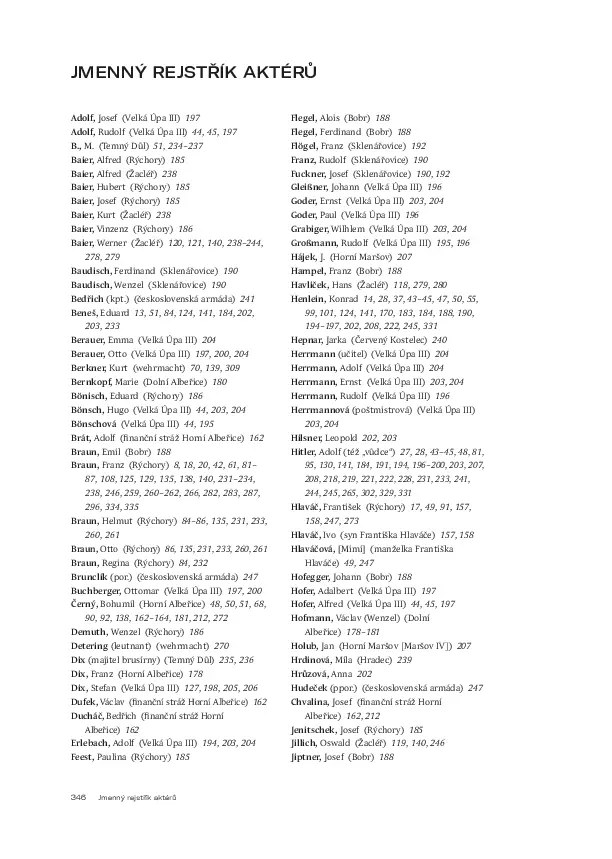 JMENNÝ REJSTŘÍK AKTÉRŮ
Adolf, Josef (Velká Úpa III) 197
Adolf, Rudolf (Velká Úpa III) 44, 45, 197
B., M. (Temný Důl) 51, 234–237
Baier, Alfred (Rýchory) 185
Baier, Alfred (Žacléř) 238
Baier, Hubert (Rýchory) 185
Baier, Josef (Rýchory) 185
Baier, Kurt (Žacléř) 238
Baier, Vinzenz (Rýchory) 186
Baier, Werner (Žacléř) 120, 121, 140, 238–244,
278, 279
Baudisch, Ferdinand (Sklenářovice) 190
Baudisch, Wenzel (Sklenářovice) 190
Bedřich (kpt.) (československá armáda) 241
Beneš, Eduard 13, 51, 84, 124, 141, 184, 202,
203, 233
Berauer, Emma (Velká Úpa III) 204
Berauer, Otto (Velká Úpa III) 197, 200, 204
Berkner, Kurt (wehrmacht) 70, 139, 309
Bernkopf, Marie (Dolní Albeřice) 180
Bönisch, Eduard (Rýchory) 186
Bönsch, Hugo (Velká Úpa III) 44, 203, 204
Bönschová (Velká Úpa III) 44, 195
Brát, Adolf (finanční stráž Horní Albeřice) 162
Braun, Emil (Bobr) 188
Braun, Franz (Rýchory) 8, 18, 20, 42, 61, 81–
87, 108, 125, 129, 135, 138, 140, 231–234,
238, 246, 259, 260–262, 266, 282, 283, 287,
296, 334, 335
Braun, Helmut (Rýchory) 84–86, 135, 231, 233,
260, 261
Braun, Otto (Rýchory) 86, 135, 231, 233, 260, 261
Braun, Regina (Rýchory) 84, 232
Brunclík (por.) (československá armáda) 247
Buchberger, Ottomar (Velká Úpa III) 197, 200
Černý, Bohumil (Horní Albeřice) 48, 50, 51, 68,
90, 92, 138, 162–164, 181, 212, 272
Demuth, Wenzel (Rýchory) 186
Detering (leutnant) (wehrmacht) 270
Dix (majitel brusírny) (Temný Důl) 235, 236
Dix, Franz (Horní Albeřice) 178
Dix, Stefan (Velká Úpa III) 127, 198, 205, 206
Dufek, Václav (finanční stráž Horní Albeřice) 162
Ducháč, Bedřich (finanční stráž Horní
Albeřice) 162
Erlebach, Adolf (Velká Úpa III) 194, 203, 204
Feest, Paulina (Rýchory) 185
Flegel, Alois (Bobr) 188
Flegel, Ferdinand (Bobr) 188
Flögel, Franz (Sklenářovice) 192
Franz, Rudolf (Sklenářovice) 190
Fuckner, Josef (Sklenářovice) 190, 192
Gleißner, Johann (Velká Úpa III) 196
Goder, Ernst (Velká Úpa III) 203, 204
Goder, Paul (Velká Úpa III) 196
Grabiger, Wilhlem (Velká Úpa III) 203, 204
Großmann, Rudolf (Velká Úpa III) 195, 196
Hájek, J. (Horní Maršov) 207
Hampel, Franz (Bobr) 188
Havlíček, Hans (Žacléř) 118, 279, 280
Henlein, Konrad 14, 28, 37, 43–45, 47, 50, 55,
99, 101, 124, 141, 170, 183, 184, 188, 190,
194–197, 202, 208, 222, 245, 331
Hepnar, Jarka (Červený Kostelec) 240
Herrmann (učitel) (Velká Úpa III) 204
Herrmann, Adolf (Velká Úpa III) 204
Herrmann, Ernst (Velká Úpa III) 203, 204
Herrmann, Rudolf (Velká Úpa III) 196
Herrmannová (poštmistrová) (Velká Úpa III)
203, 204
Hilsner, Leopold 202, 203
Hitler, Adolf (též „vůdce“) 27, 28, 43–45, 48, 81,
95, 130, 141, 184, 191, 194, 196–200, 203, 207,
208, 218, 219, 221, 222, 228, 231, 233, 241,
244, 245, 265, 302, 329, 331
Hlaváč, František (Rýchory) 17, 49, 91, 157,
158, 247, 273
Hlaváč, Ivo (syn Františka Hlaváče) 157, 158
Hlaváčová, [Mimi] (manželka Františka
Hlaváče) 49, 247
Hofegger, Johann (Bobr) 188
Hofer, Adalbert (Velká Úpa III) 197
Hofer, Alfred (Velká Úpa III) 44, 45, 197
Hofmann, Václav (Wenzel) (Dolní
Albeřice) 178–181
Holub, Jan (Horní Maršov [Maršov IV]) 207
Hrdinová, Míla (Hradec) 239
Hrůzová, Anna 202
Hudeček (ppor.) (československá armáda) 247
Chvalina, Josef (finanční stráž Horní
Albeřice) 162, 212
Jenitschek, Josef (Rýchory) 185
Jillich, Oswald (Žacléř) 119, 140, 246
Jiptner, Josef (Bobr) 188
346 Jmenný rejstřík aktérů